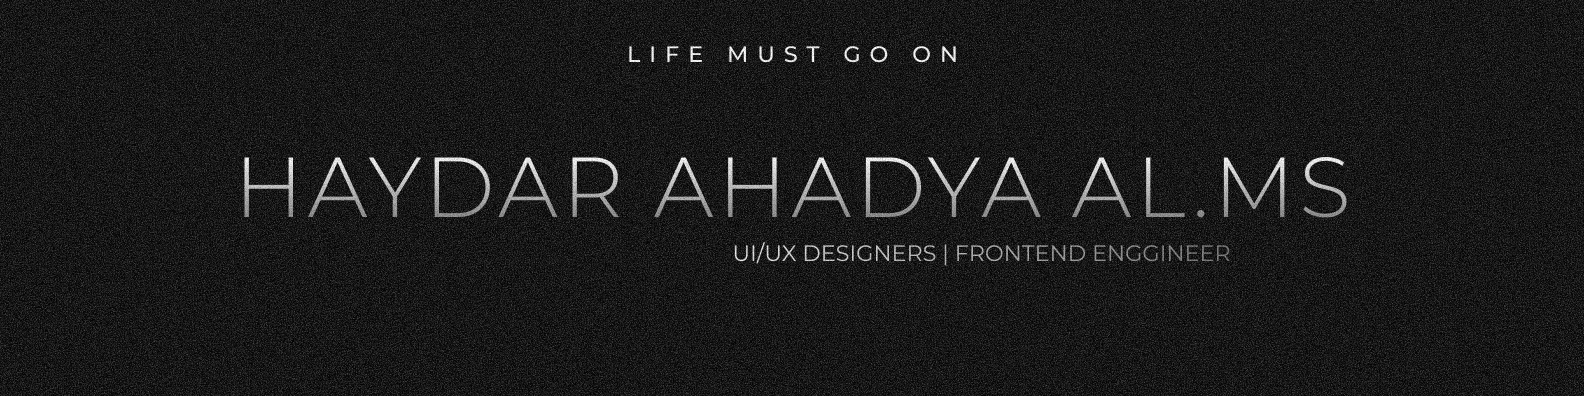 LIFE MUST GO ON
HAYDAR AHADYA AL.MS
UI/UX DESIGNERS | FRONTEND ENGGINEER